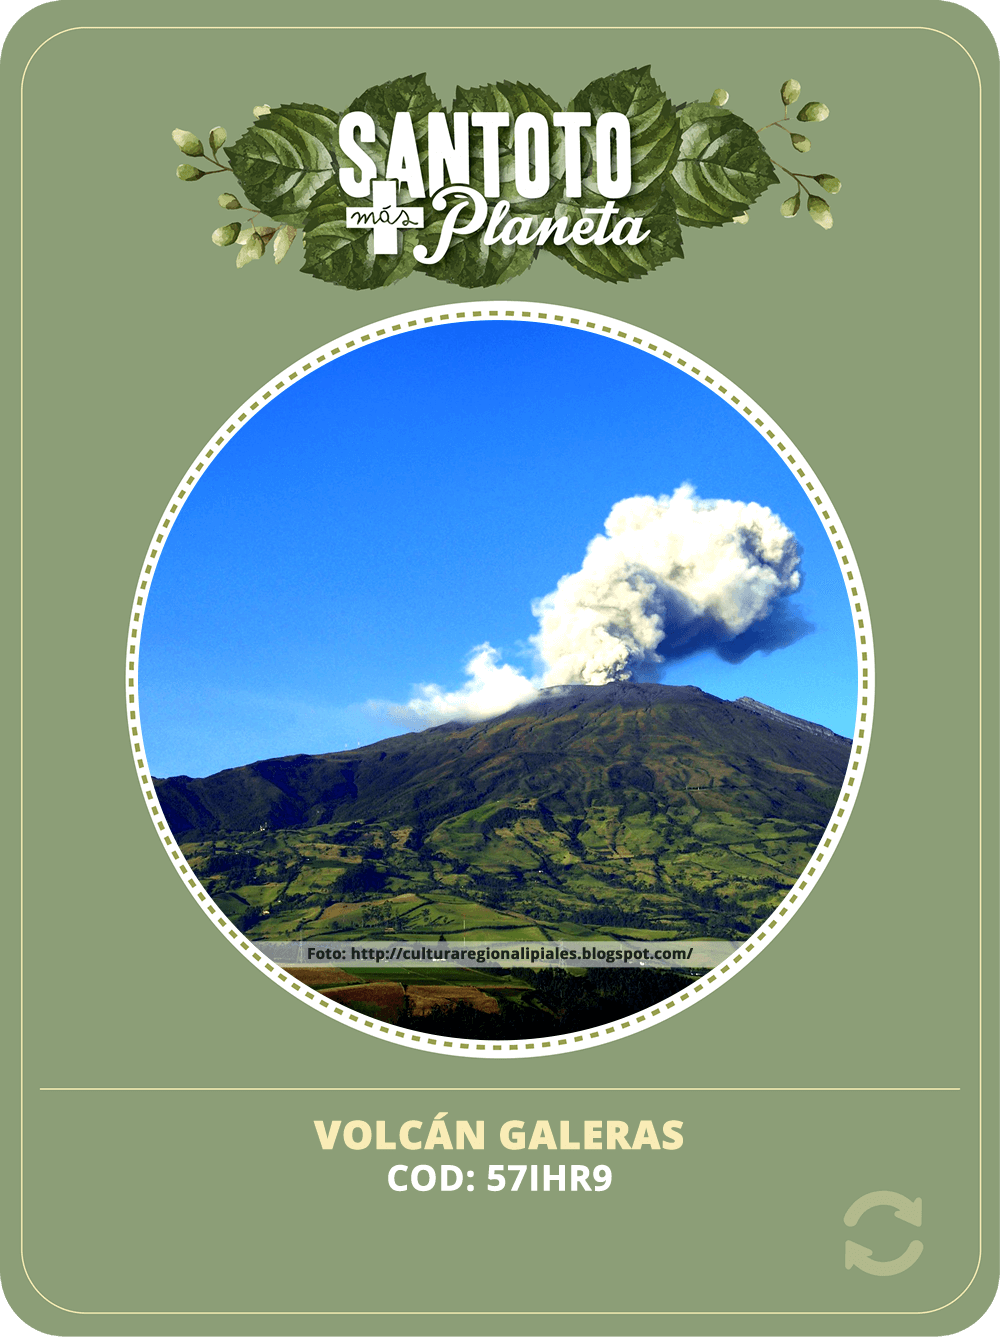 SANTOTO
más Planeta
Foto: http://culturaregionalipiales.blogspot.com/
VOLCÁN GALERAS
COD: 57IHR9